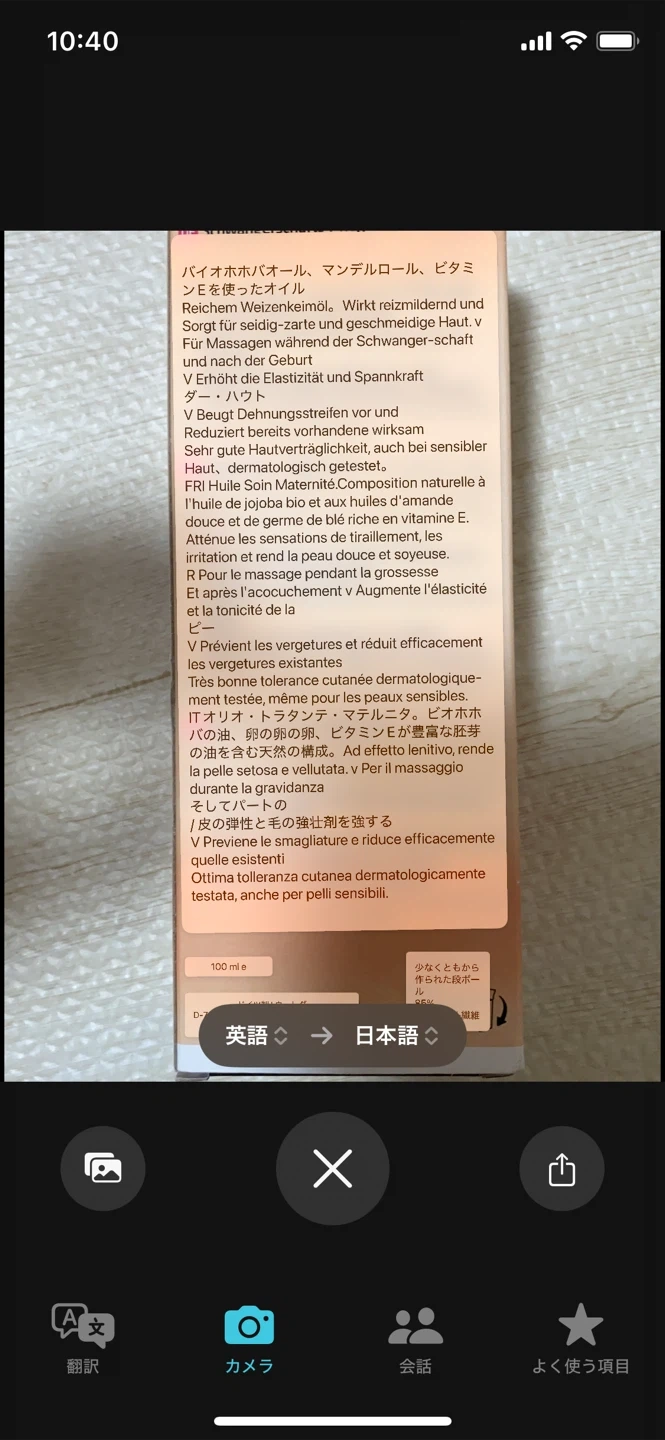 10:40
バイオホホバオール、マンデルロール、ビタミ
ンEを使ったオイル
Reichem Weizenkeimöl。Wirkt reizmildernd und
Sorgt für seidig-zarte und geschmeidige Haut. v
Für Massagen während der Schwanger-schaft
und nach der Geburt
V Erhöht die Elastizität und Spannkraft
ダー・ハウト
V Beugt Dehnungsstreifen vor und
Reduziert bereits vorhandene wirksam
Sehr gute Hautverträglichkeit, auch bei sensibler
Haut、dermatologisch getestet。
FRI Huile Soin Maternité.Composition naturelle à
l'huile de jojoba bio et aux huiles d'amande
douce et de germe de blé riche en vitamine E.
Atténue les sensations de tiraillement, les
irritation et rend la peau douce et soyeuse.
R Pour le massage pendant la grossesse
Et après l'acocuchement v Augmente l'élasticité
et la tonicité de la
ピー
V Prévient les vergetures et réduit efficacement
les vergetures existantes
Très bonne tolerance cutanée dermatologique-
ment testée, même pour les peaux sensibles.
ITオリオ・トラタンテ・マテルニタ。ビオホホ
バの油、卵の卵の卵、ビタミンEが豊富な胚芽
の油を含む天然の構成。Ad effetto lenitivo, rende
la pelle setosa e vellutata. v Per il massaggio
durante la gravidanza
そしてパートの
/ 皮の弾性と毛の強壮剤を強する
V Previene le smagliature e riduce efficacemente
quelle esistenti
Ottima tolleranza cutanea dermatologicamente
testata, anche per pelli sensibili.
100 ml e
少なくともから
作られた段ボー
ル
85%
繊維
D-7
英語 → 日本語
翻訳
カメラ
会話
よく使う項目